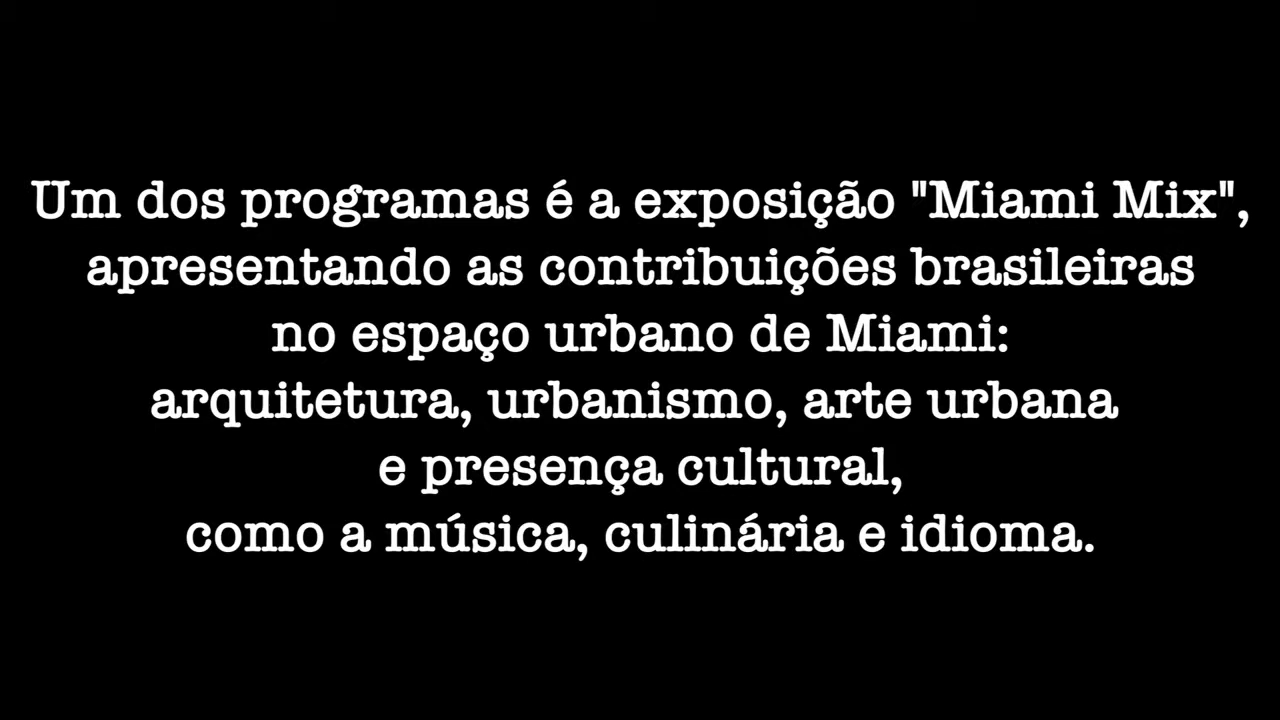 Um dos programas é a exposição "Miami Mix",
apresentando as contribuições brasileiras
no espaço urbano de Miami:
arquitetura, urbanismo, arte urbana
e presença cultural,
como a música, culinária e idioma.